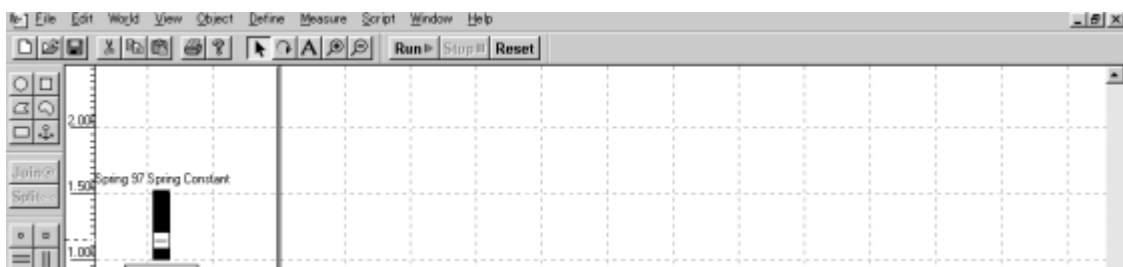 File Edit World View Object Define Measure Script Window Help
A Run Stop Reset
2.00
Join
Spring 97 Spring Constant
1.50
Split
1.00